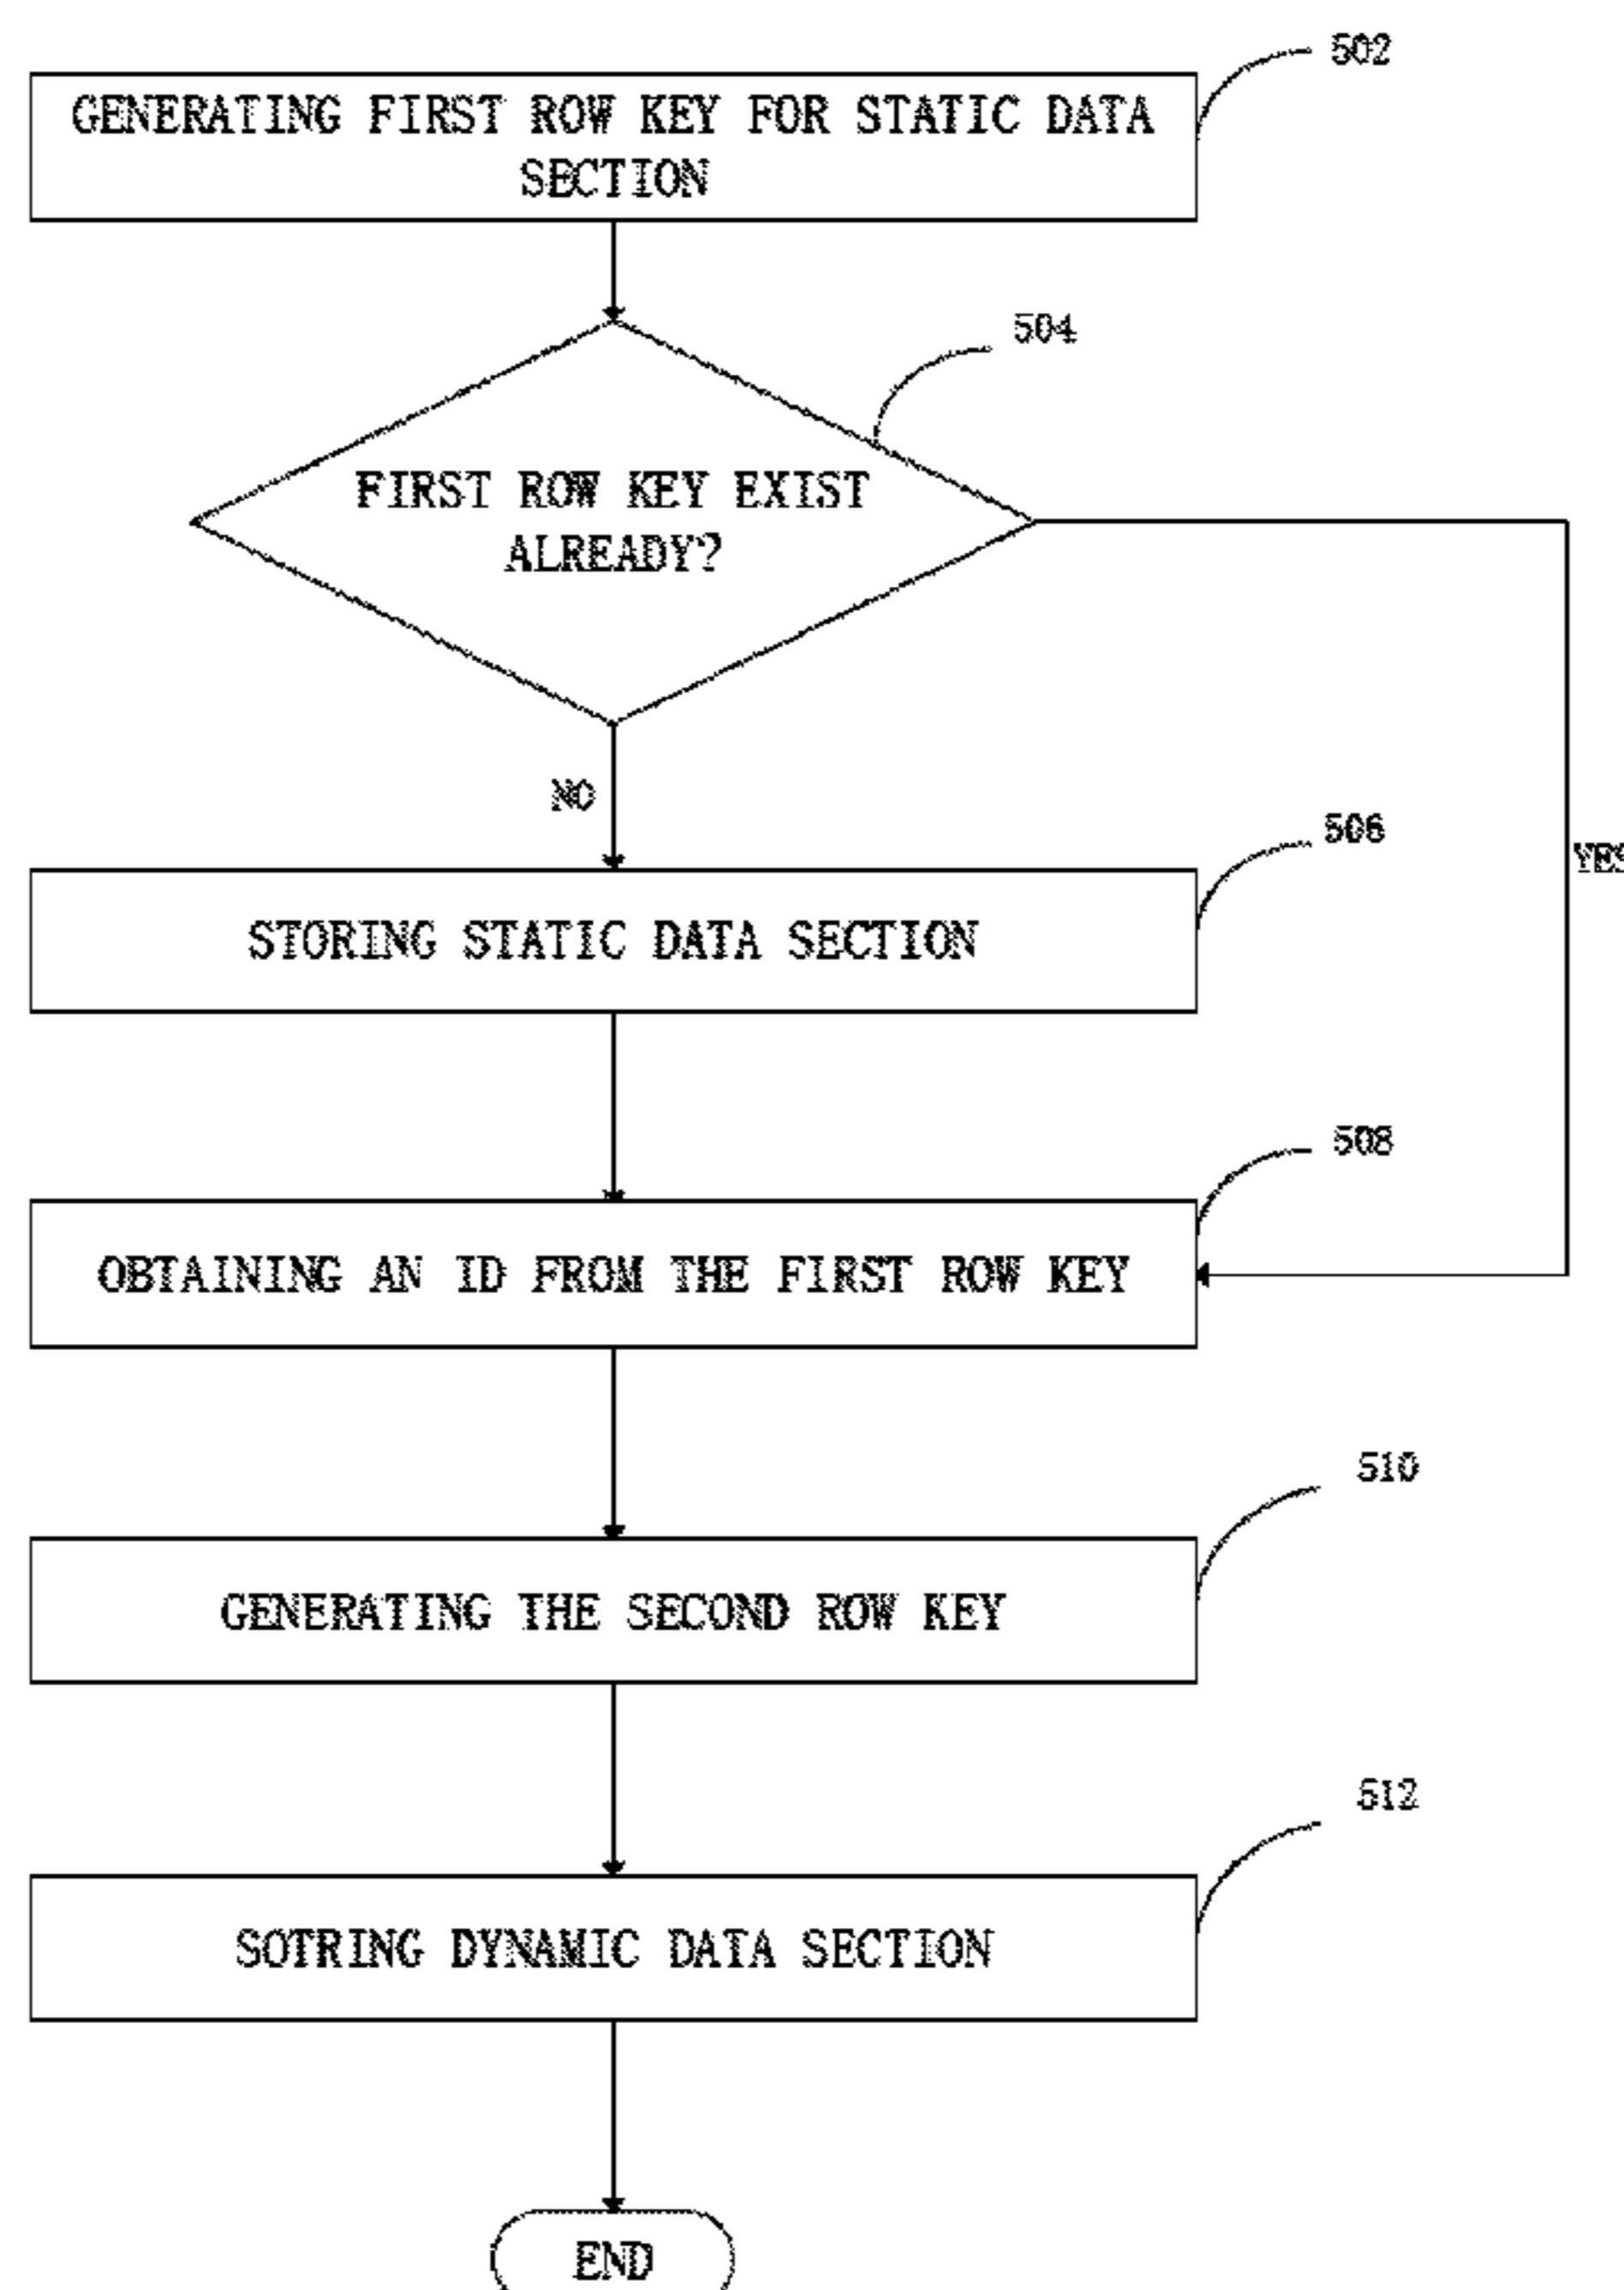 502
GENERATING FIRST ROW KEY FOR STATIC DATA
SECTION
504
FIRST ROW KEY EXIST
ALREADY?
NO
506
YES
STORING STATIC DATA SECTION
508
OBTAINING AN ID FROM THE FIRST ROW KEY
510
GENERATING THE SECOND ROW KEY
512
SOTRING DYNAMIC DATA SECTION
END